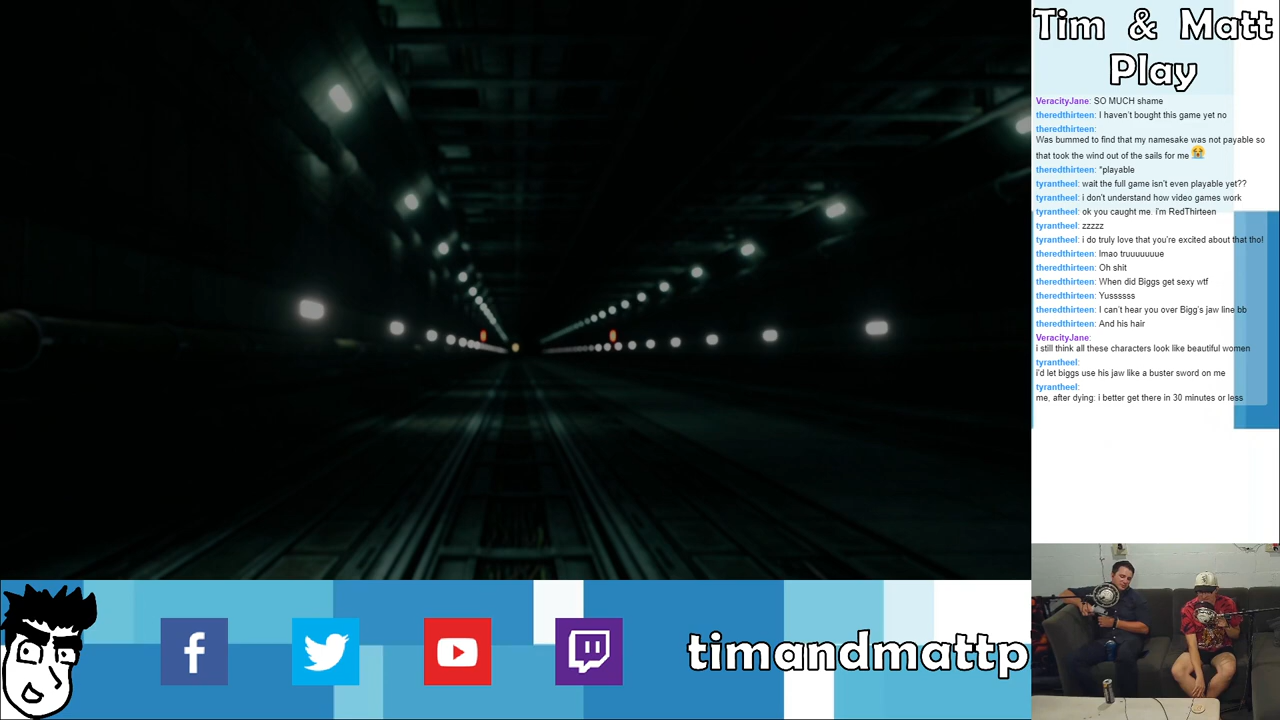 Tim & Matt
Play
VeracityJane: SO MUCH shame
theredthirteen: I haven't bought this game yet no
theredthirteen:
Was bummed to find that my namesake was not payable so
that took the wind out of the sails for me 😭
theredthirteen: *playable
tyrantheel: wait the full game isn't even playable yet??
tyrantheel: i don't understand how video games work
tyrantheel: ok you caught me. i'm RedThirteen
tyrantheel: zzzzz
tyrantheel: i do truly love that you're excited about that tho!
theredthirteen: lmao truuuuuuue
theredthirteen: Oh shit
theredthirteen: When did Biggs get sexy wtf
theredthirteen: Yussssss
theredthirteen: I can't hear you over Bigg's jaw line bb
theredthirteen: And his hair
VeracityJane:
i still think all these characters look like beautiful women
tyrantheel:
i'd let biggs use his jaw like a buster sword on me
tyrantheel:
me, after dying: i better get there in 30 minutes or less
timandmattp